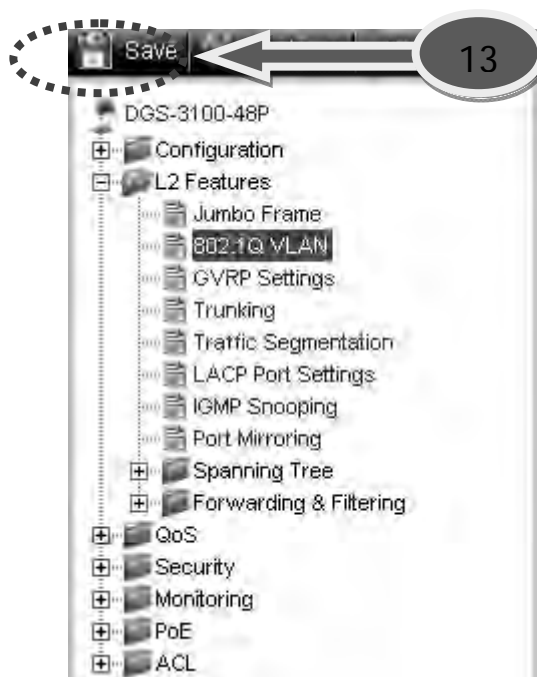 Save
13
DGS-3100-48P
Configuration
L2 Features
Jumbo Frame
802.1Q VLAN
GVRP Settings
Trunking
Traffic Segmentation
LACP Port Settings
IGMP Snooping
Port Mirroring
Spanning Tree
Forwarding & Filtering
QoS
Security
Monitoring
PoE
ACL